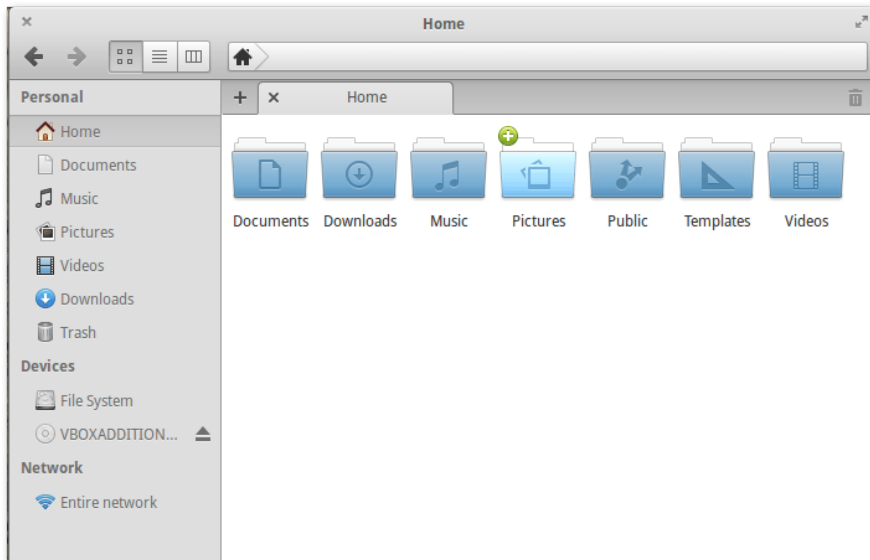 Home
Personal
Home
Home
Documents
Music
Pictures
Videos
Downloads
Trash
Devices
File System
VBOXADDITION...
Network
Entire network
Documents Downloads Music Pictures Public Templates Videos